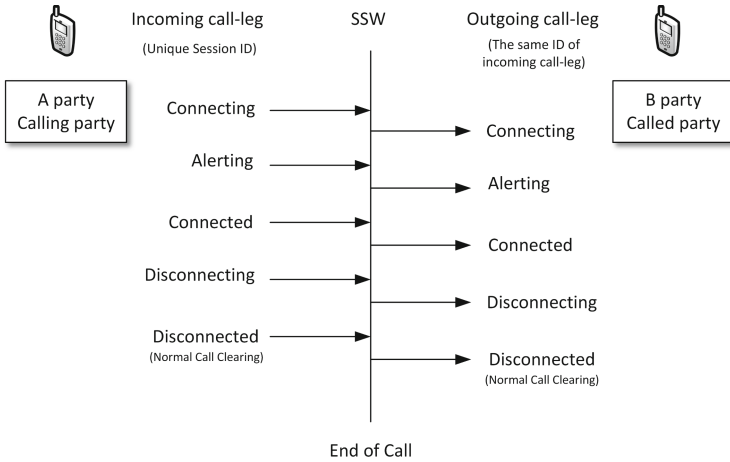 Incoming call-leg
SSW
Outgoing call-leg
(Unique Session ID)
(The same ID of
incoming call-leg)
A party
Calling party
B party
Called party
Connecting
Connecting
Alerting
Alerting
Connected
Connected
Disconnecting
Disconnecting
Disconnected
(Normal Call Clearing)
Disconnected
(Normal Call Clearing)
End of Call